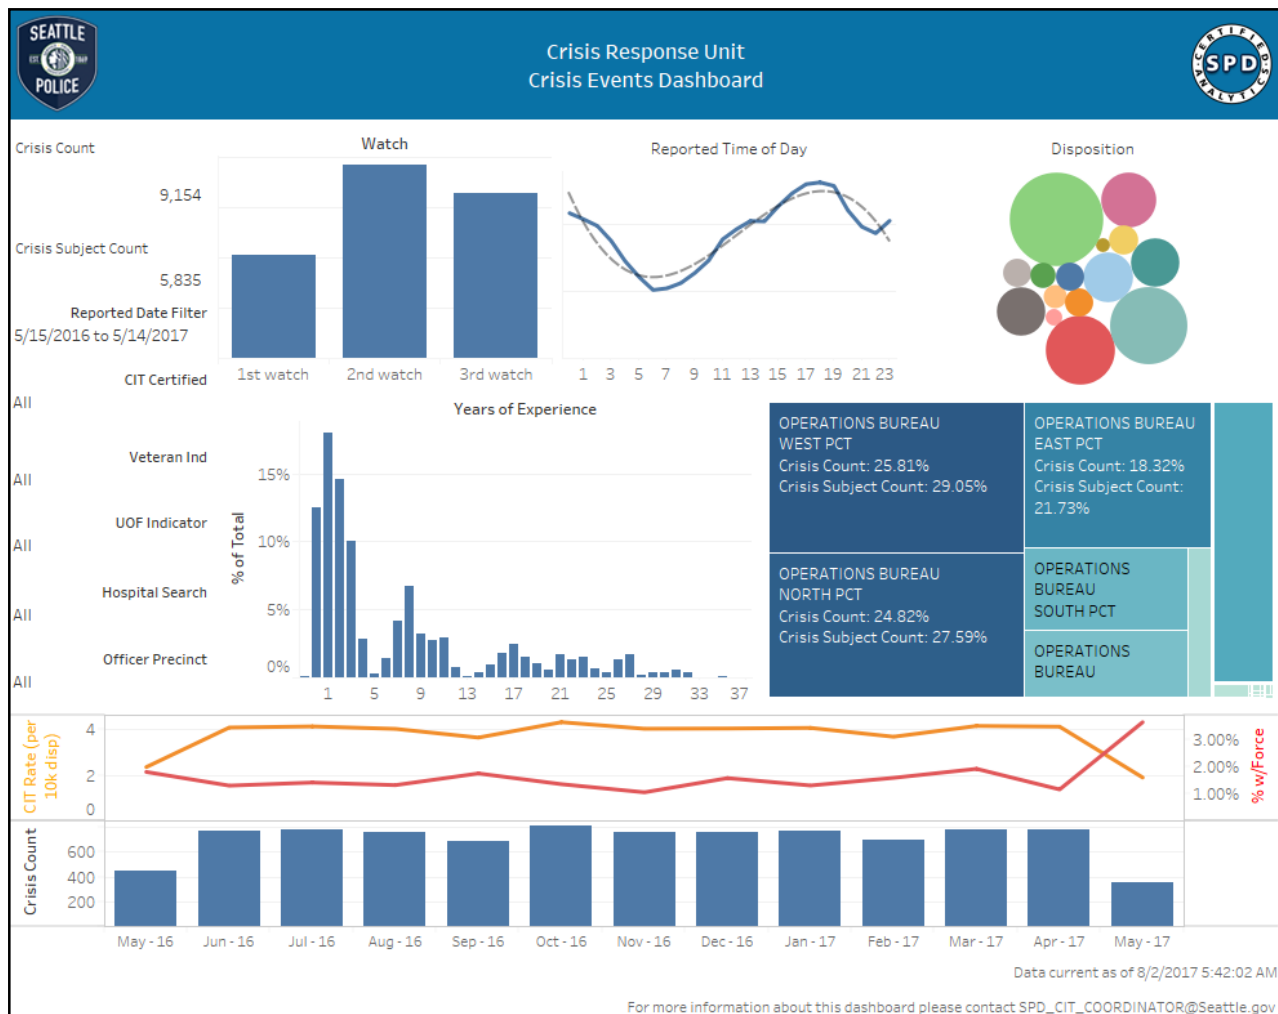 SEATTLE
EST. 1869
POLICE
Crisis Response Unit
Crisis Events Dashboard
CERTIFIED
SPD
ANALYTICS
Crisis Count
9,154
Crisis Subject Count
5,835
Reported Date Filter
5/15/2016 to 5/14/2017
CIT Certified
All
Veteran Ind
All
UOF Indicator
All
Hospital Search
All
Officer Precinct
All
Watch
1st watch 2nd watch 3rd watch
Reported Time of Day
1 3 5 7 9 11 13 15 17 19 21 23
Disposition
Years of Experience
% of Total
15%
10%
5%
0%
1 5 9 13 17 21 25 29 33 37
OPERATIONS BUREAU
WEST PCT
Crisis Count: 25.81%
Crisis Subject Count: 29.05%
OPERATIONS BUREAU
NORTH PCT
Crisis Count: 24.82%
Crisis Subject Count: 27.59%
OPERATIONS BUREAU
EAST PCT
Crisis Count: 18.32%
Crisis Subject Count:
21.73%
OPERATIONS
BUREAU
SOUTH PCT
OPERATIONS
BUREAU
CIT Rate (per
10k disp)
4
2
0
3.00%
2.00%
1.00%
% w/Force
Crisis Count
600
400
200
May - 16 Jun - 16 Jul - 16 Aug - 16 Sep - 16 Oct - 16 Nov - 16 Dec - 16 Jan - 17 Feb - 17 Mar - 17 Apr - 17 May - 17
Data current as of 8/2/2017 5:42:02 AM
For more information about this dashboard please contact SPD_CIT_COORDINATOR@Seattle.gov